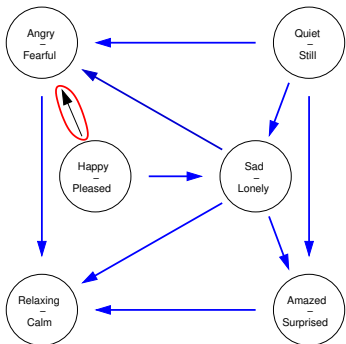 Angry
–
Fearful
Quiet
–
Still
Happy
–
Pleased
Sad
–
Lonely
Relaxing
–
Calm
Amazed
–
Surprised